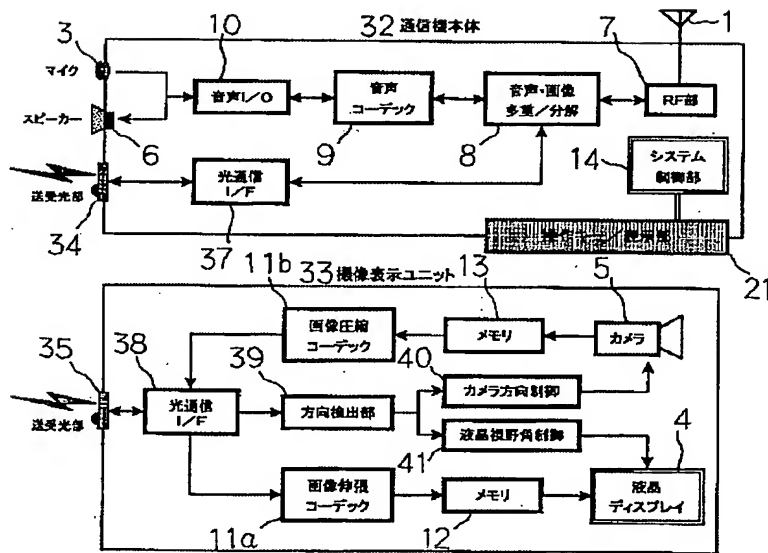 32 通信機本体
1
3
マイク
10
音声I/O
音声
コーデック
9
音声・画像
多重/分解
8
7
RF部
スピーカー
6
14
システム
制御部
送受光部
34
光通信
I/F
37
21
33 撮像表示ユニット
11b
画像圧縮
コーデック
13
メモリ
5
カメラ
35
送受光部
38
光通信
I/F
39
方向検出部
40
カメラ方向制御
液晶視野角制御
41
4
液晶
ディスプレイ
画像伸張
コーデック
11a
メモリ
12